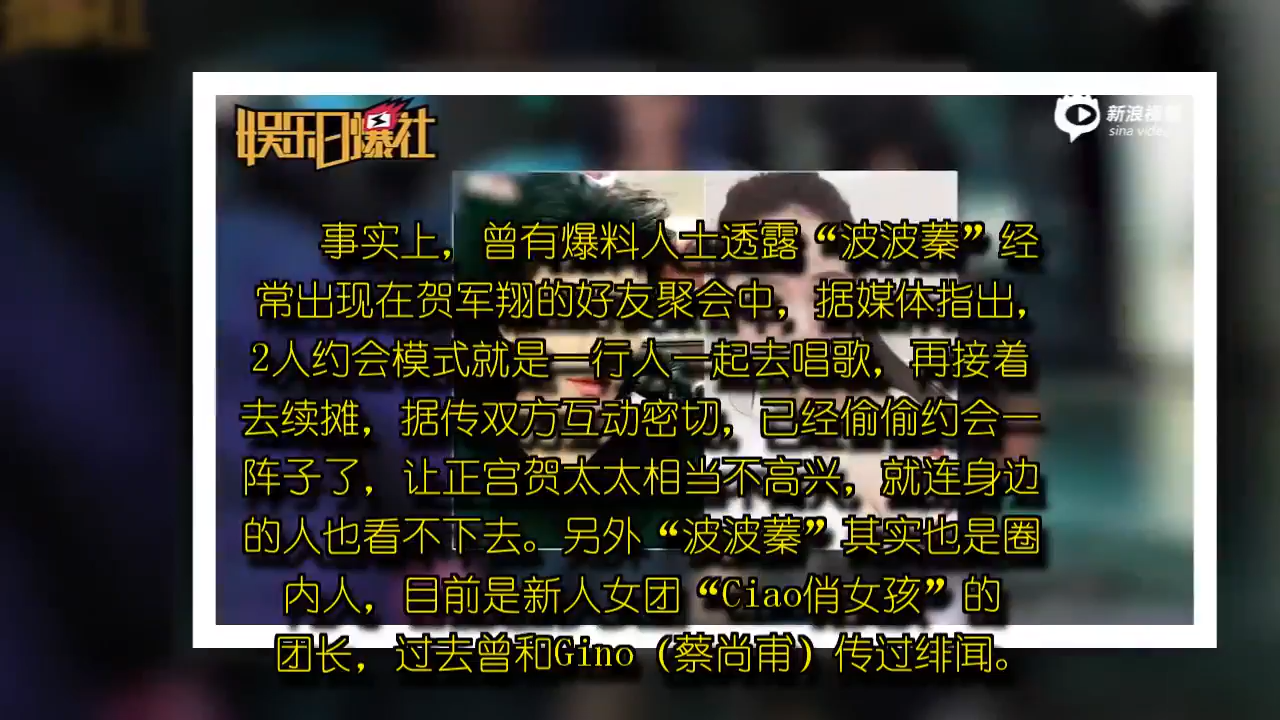 娱乐日爆社
新浪视频
sina video
事实上，曾有爆料人士透露“波波蓁”经
常出现在贺军翔的好友聚会中，据媒体指出，
2人约会模式就是一行人一起去唱歌，再接着
去续摊，据传双方互动密切，已经偷偷约会一
阵子了，让正宫贺太太相当不高兴，就连身边
的人也看不下去。另外“波波蓁”其实也是圈
内人，目前是新人女团“Ciao俏女孩”的
团长，过去曾和Gino（蔡尚甫）传过绯闻。